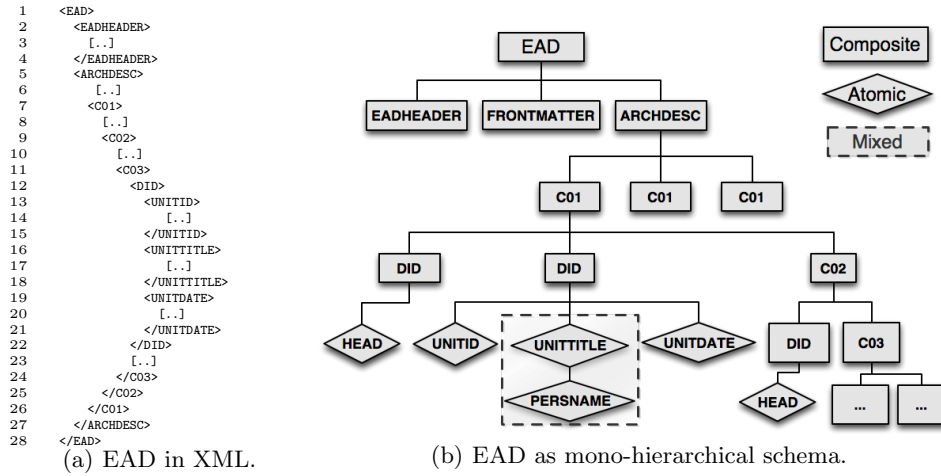 1 <EAD>
2 <EADHEADER>
3 [..]
4 </EADHEADER>
5 <ARCHDESC>
6 [..]
7 <C01>
8 [..]
9 <C02>
10 [..]
11 <C03>
12 <DID>
13 <UNITID>
14 [..]
15 </UNITID>
16 <UNITTITLE>
17 [..]
18 </UNITTITLE>
19 <UNITDATE>
20 [..]
21 </UNITDATE>
22 </DID>
23 [..]
24 </C03>
25 </C02>
26 </C01>
27 </ARCHDESC>
28 </EAD>
(a) EAD in XML.
EAD
EADHEADER FRONTMATTER ARCHDESC
C01 C01 C01
DID DID C02
HEAD UNITID UNITTITLE UNITDATE DID C03
PERSNAME HEAD ... ...
Composite
Atomic
Mixed
(b) EAD as mono-hierarchical schema.